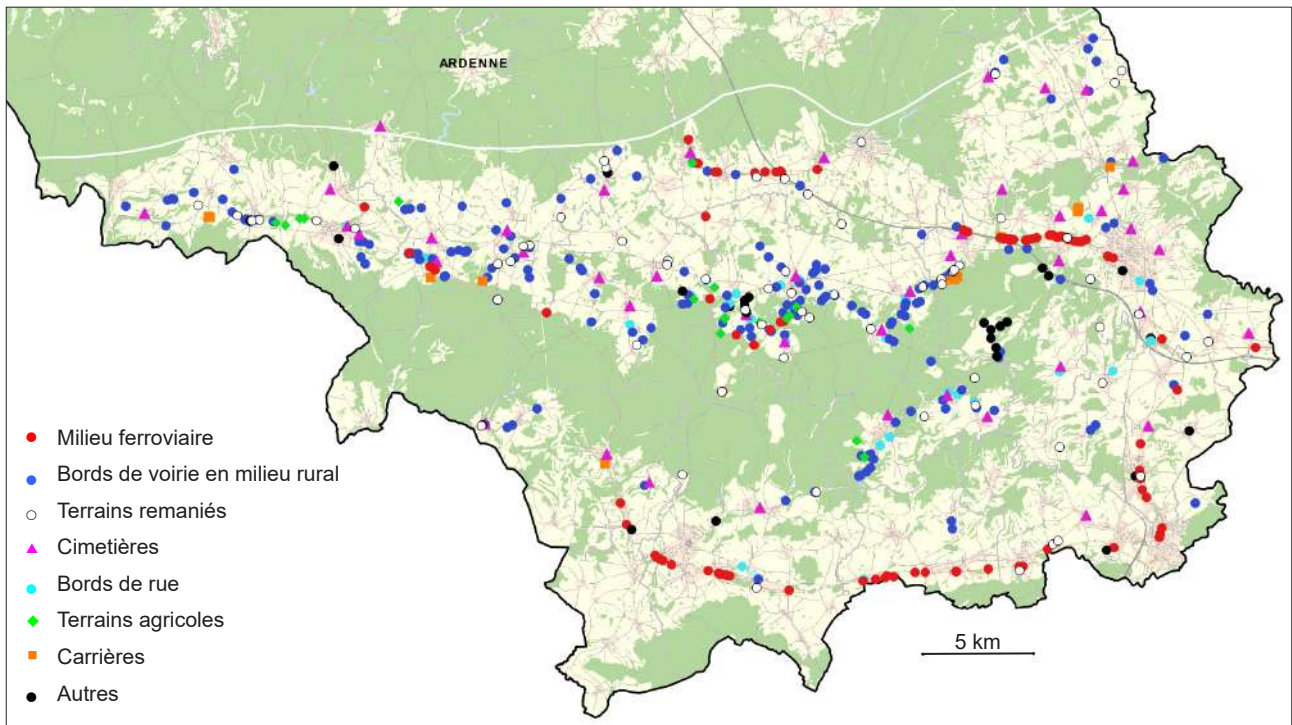 ARDENNE
Milieu ferroviaire
Bords de voirie en milieu rural
Terrains remaniés
Cimetières
Bords de rue
Terrains agricoles
Carrières
Autres
5 km